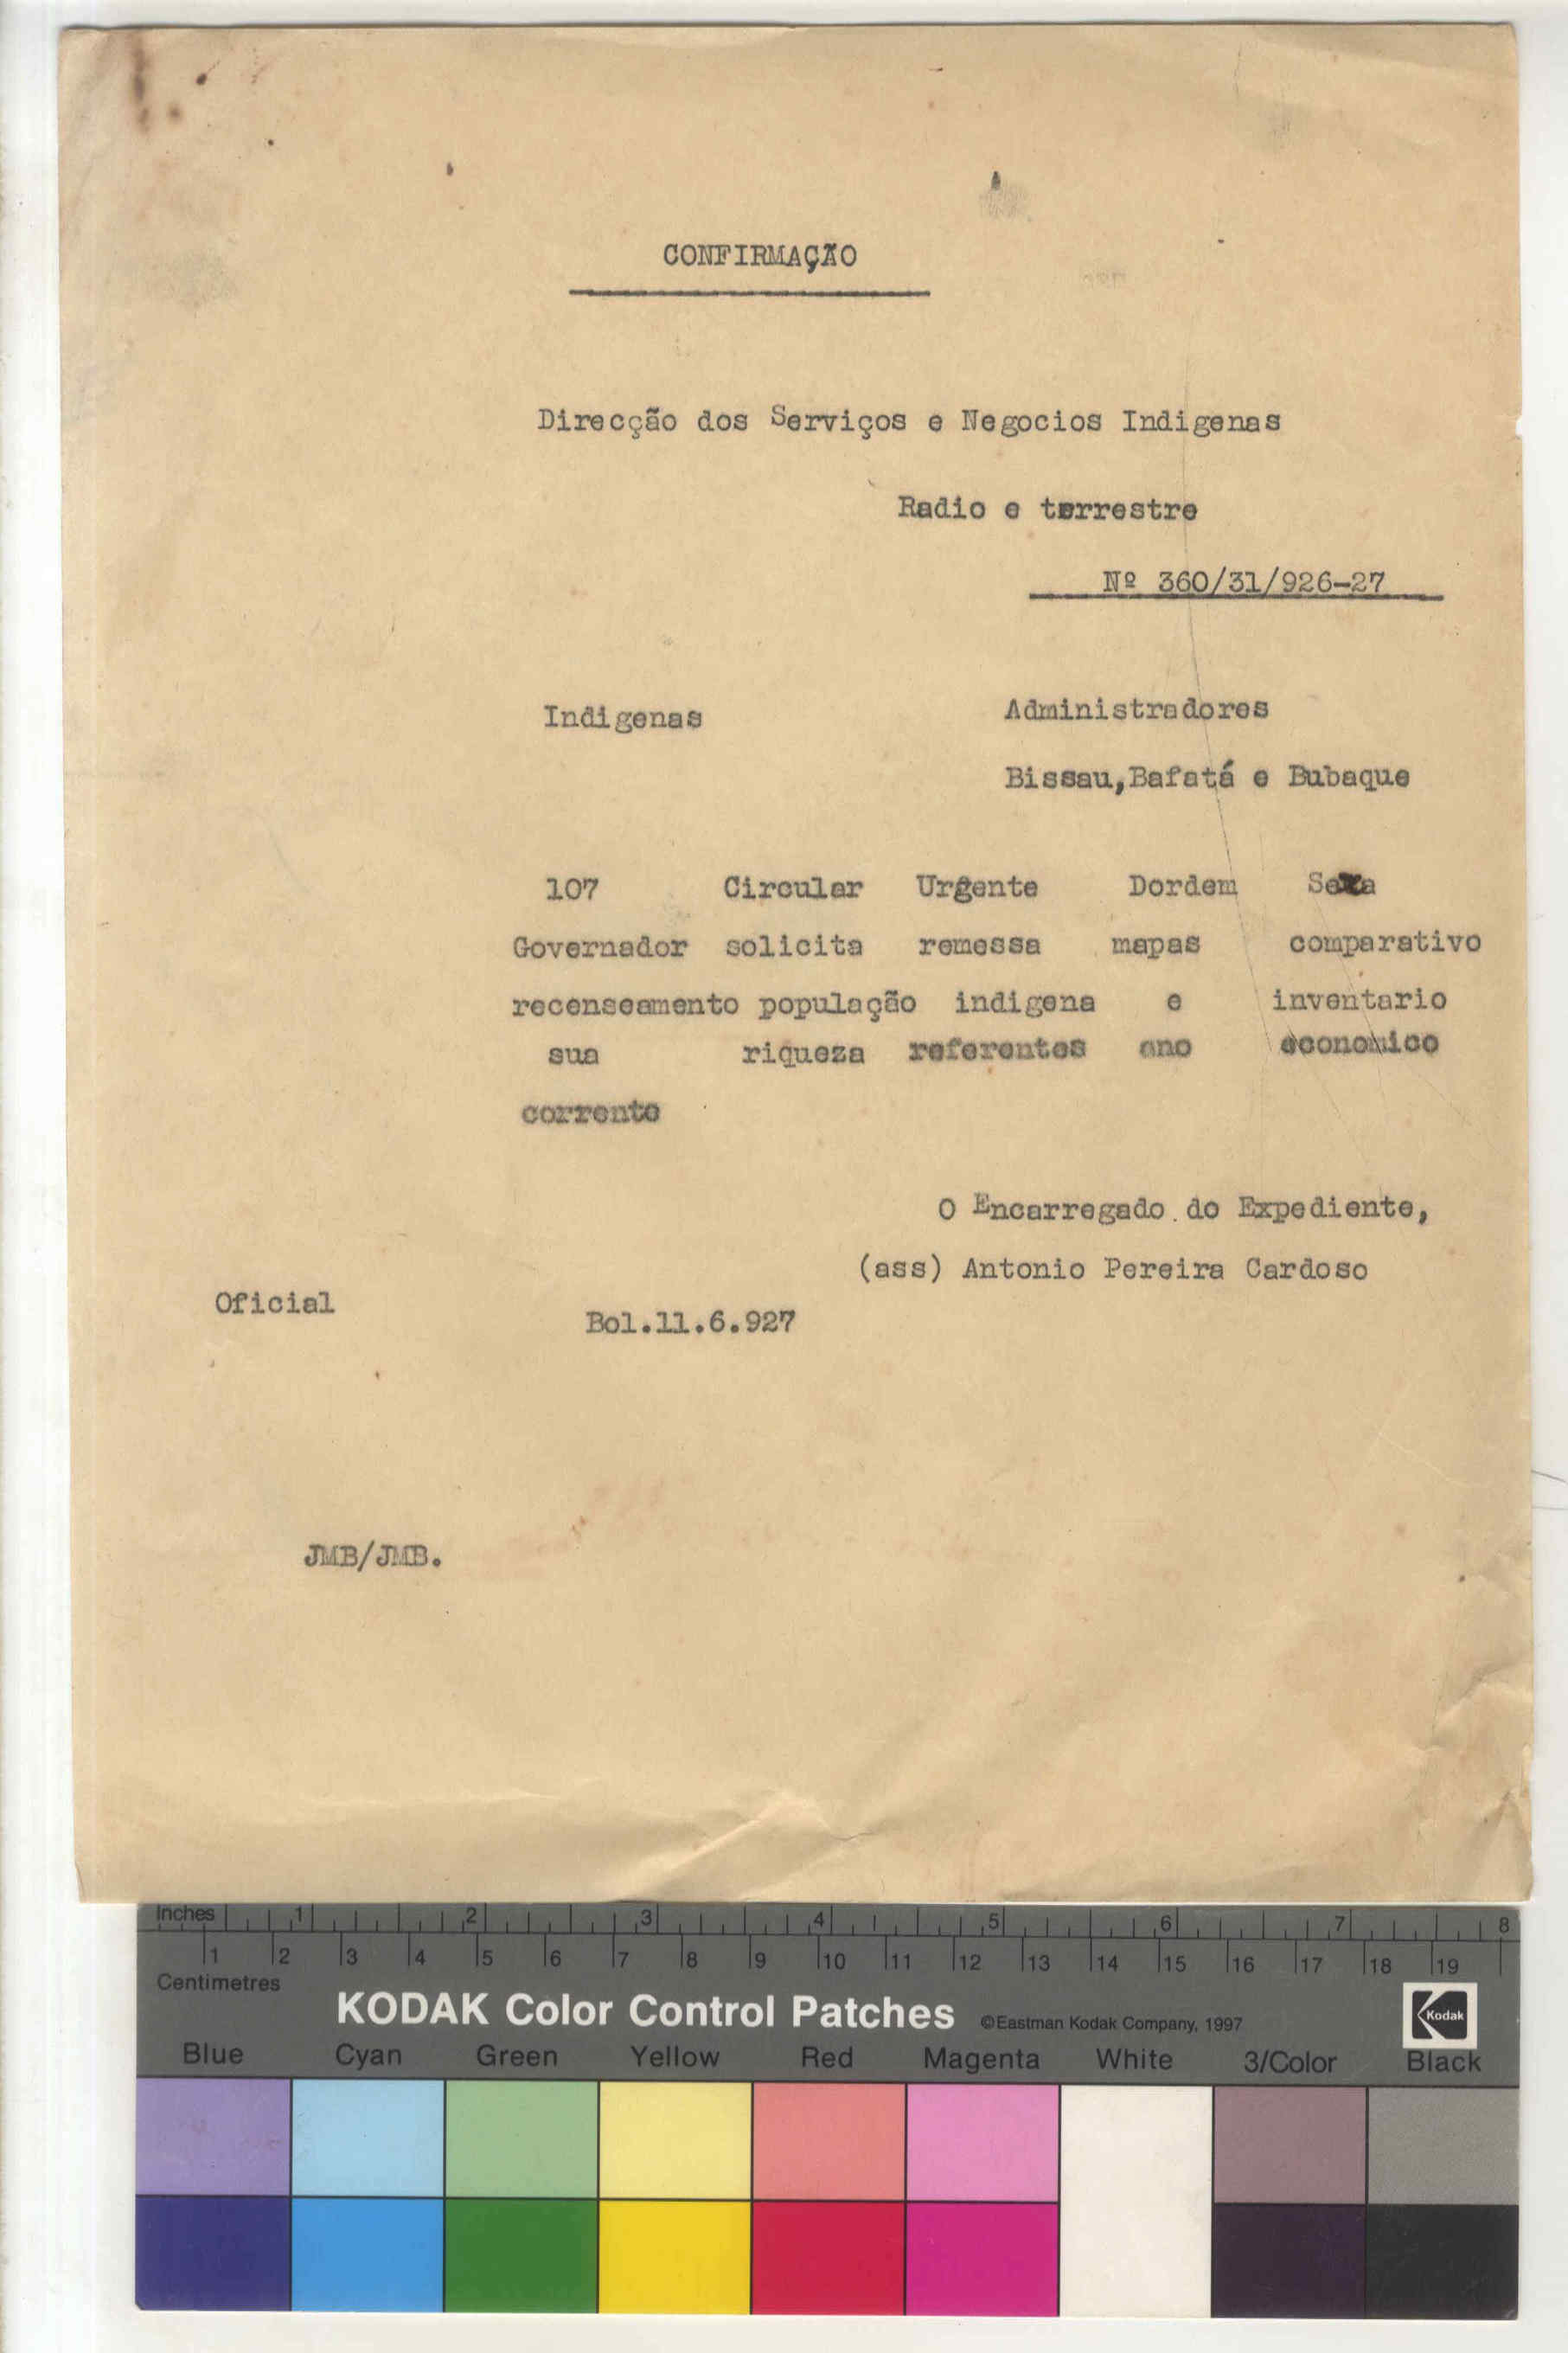 CONFIRMAÇÃO
Direcção dos Serviços e Negocios Indigenas
Radio e terrestre
Nº 360/31/926-27
Indigenas Administradores
Bissau,Bafatá e Bubaque
107 Circular Urgente Dordem Sexa
Governador solicita remessa mapas comparativo
recenseamento população indigena e inventario
sua riqueza referentes ano economico
corrente
O Encarregado do Expediente,
(ass) Antonio Pereira Cardoso
Oficial Bol.11.6.927
JMB/JMB.
Inches 1 2 3 4 5 6 7 8
1 2 3 4 5 6 7 8 9 10 11 12 13 14 15 16 17 18 19
Centimetres
KODAK Color Control Patches ©Eastman Kodak Company, 1997 Kodak
Blue Cyan Green Yellow Red Magenta White 3/Color Black